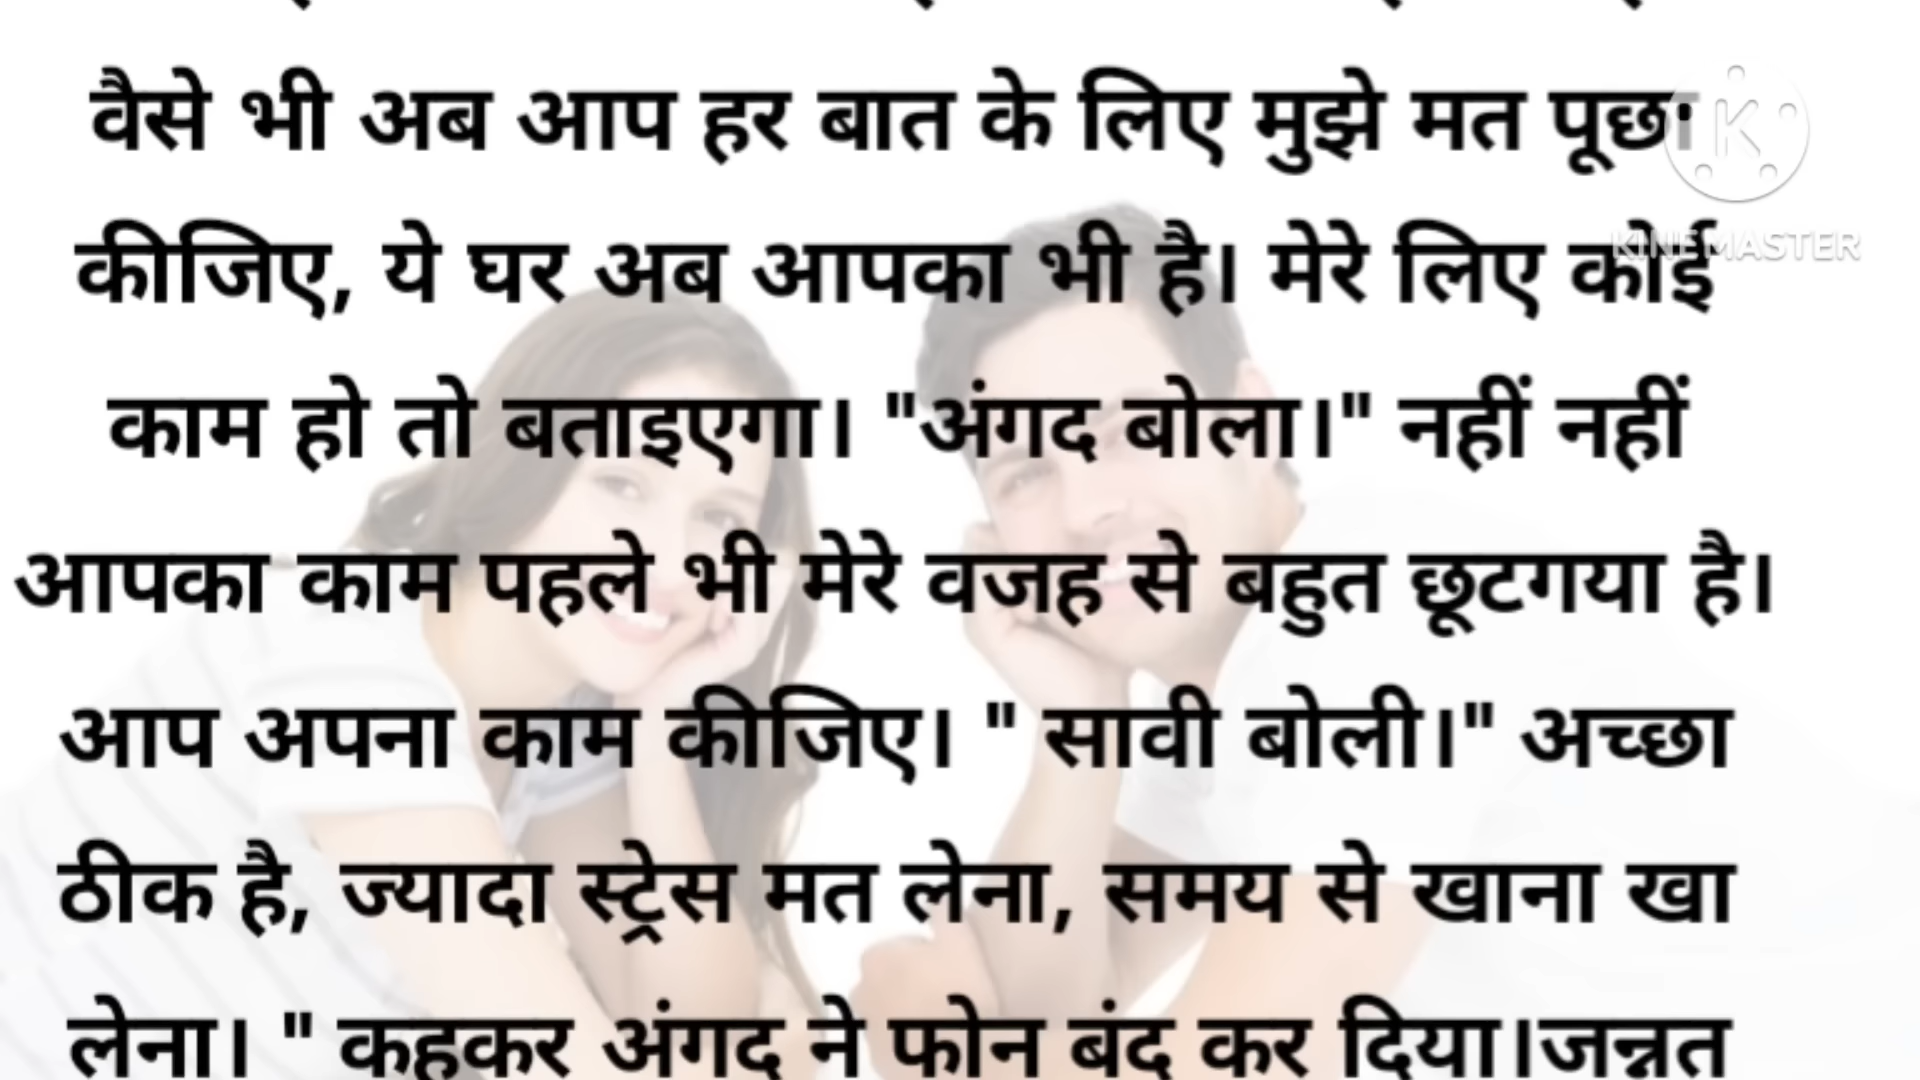 वैसे भी अब आप हर बात के लिए मुझे मत पूछा
कीजिए, ये घर अब आपका भी है। मेरे लिए कोई
काम हो तो बताइएगा। "अंगद बोला।" नहीं नहीं
आपका काम पहले भी मेरे वजह से बहुत छूटगया है।
आप अपना काम कीजिए। " सावी बोली।" अच्छा
ठीक है, ज्यादा स्ट्रेस मत लेना, समय से खाना खा
लेना। " कहकर अंगद ने फोन बंद कर दिया।जन्नत
K
KINEMASTER